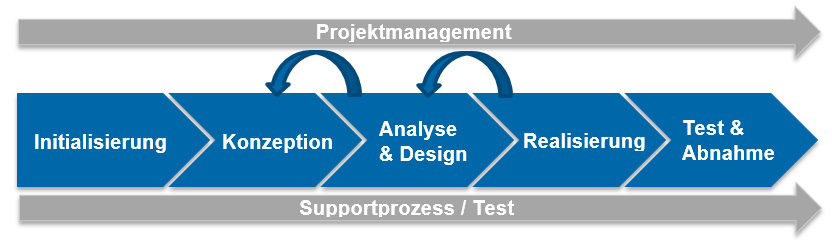 Projektmanagement
Initialisierung
Konzeption
Analyse
& Design
Realisierung
Test &
Abnahme
Supportprozess / Test